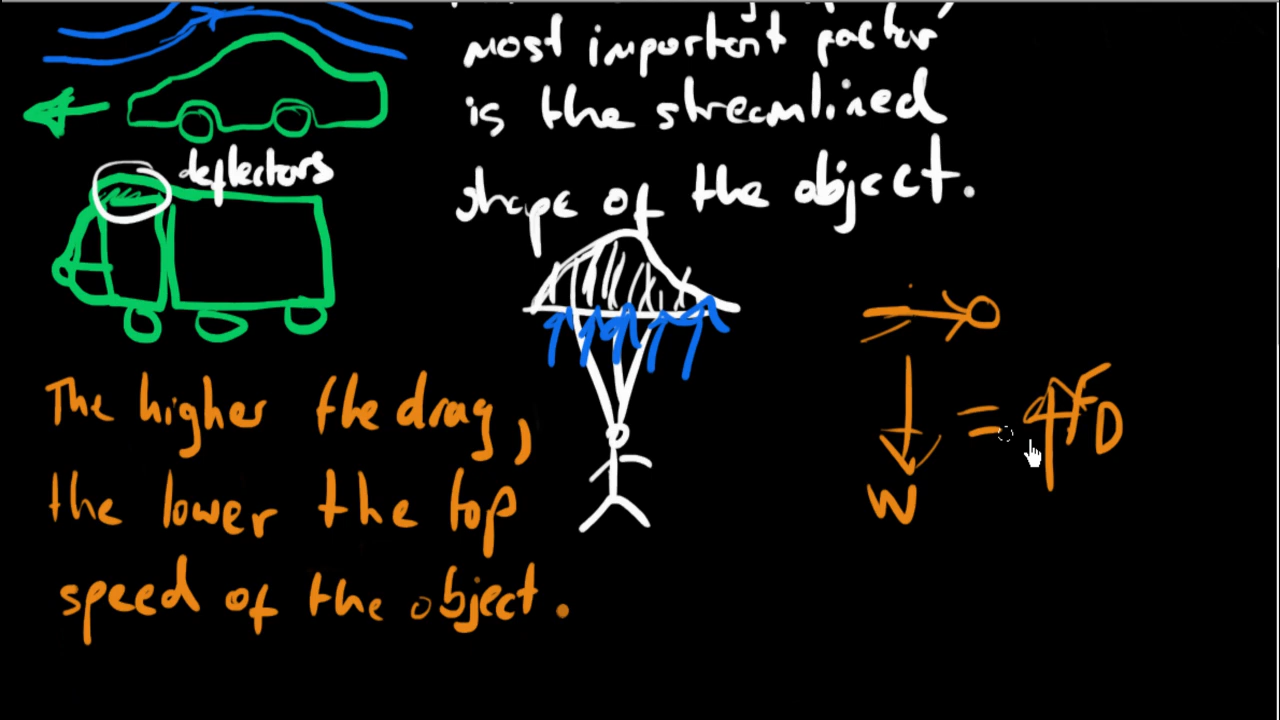 most important factor
is the streamlined
shape of the object.
deflectors
The higher the drag,
the lower the top
speed of the object.
W
=
FD